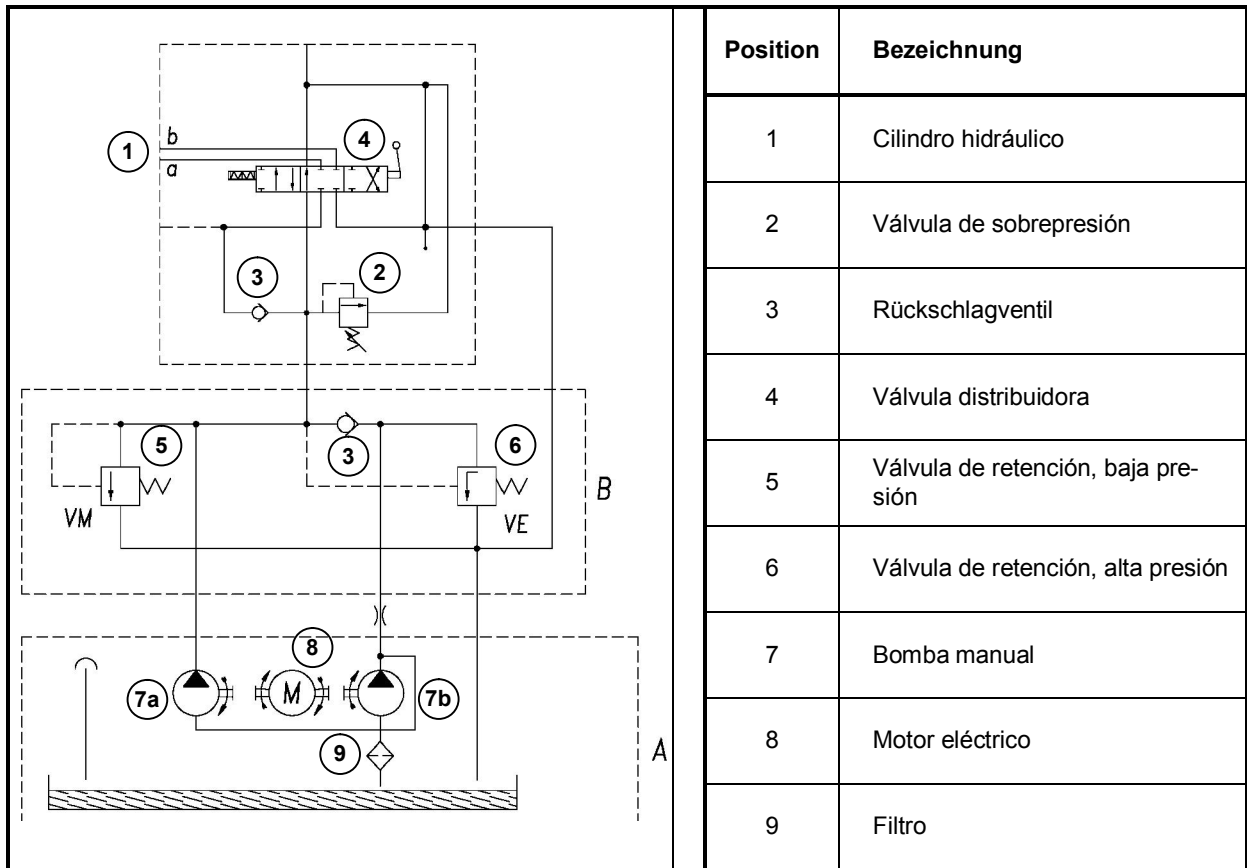 b
1
a
4
3
2
5
3
6
VM
VE
B
8
7a
M
7b
9
A
Position Bezeichnung
1 Cilindro hidráulico
2 Válvula de sobrepresión
3 Rückschlagventil
4 Válvula distribuidora
5 Válvula de retención, baja pre-
sión
6 Válvula de retención, alta presión
7 Bomba manual
8 Motor eléctrico
9 Filtro